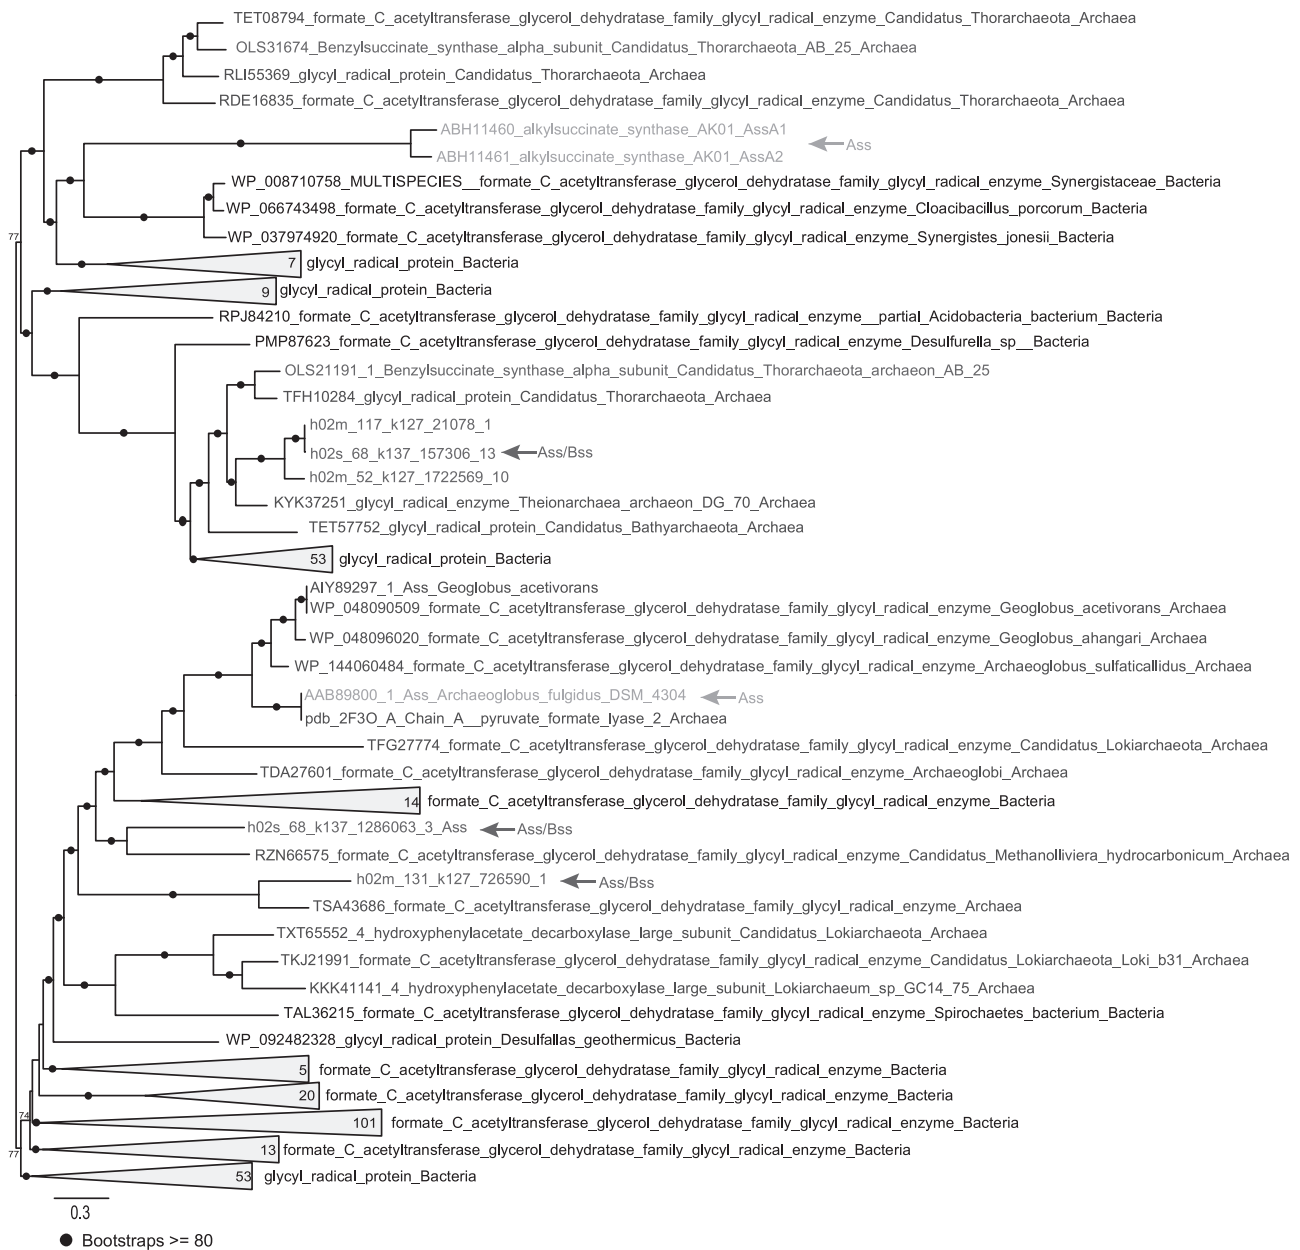 TET08794_formate_C_acetyltransferase_glycerol_dehydratase_family_glycyl_radical_enzyme_Candidatus_Thorarchaeota_Archaea
OLS31674_Benzylsuccinate_synthase_alpha_subunit_Candidatus_Thorarchaeota_AB_25_Archaea
RLI55369_glycyl_radical_protein_Candidatus_Thorarchaeota_Archaea
RDE16835_formate_C_acetyltransferase_glycerol_dehydratase_family_glycyl_radical_enzyme_Candidatus_Thorarchaeota_Archaea
ABH11460_alkylsuccinate_synthase_AK01_AssA1
Ass
ABH11461_alkylsuccinate_synthase_AK01_AssA2
WP_008710758_MULTISPECIES__formate_C_acetyltransferase_glycerol_dehydratase_family_glycyl_radical_enzyme_Synergistaceae_Bacteria
WP_066743498_formate_C_acetyltransferase_glycerol_dehydratase_family_glycyl_radical_enzyme_Cloacibacillus_porcorum_Bacteria
WP_037974920_formate_C_acetyltransferase_glycerol_dehydratase_family_glycyl_radical_enzyme_Synergistes_jonesii_Bacteria
77
7 glycyl_radical_protein_Bacteria
9 glycyl_radical_protein_Bacteria
RPJ84210_formate_C_acetyltransferase_glycerol_dehydratase_family_glycyl_radical_enzyme__partial_Acidobacteria_bacterium_Bacteria
PMP87623_formate_C_acetyltransferase_glycerol_dehydratase_family_glycyl_radical_enzyme_Desulfurella_sp__Bacteria
OLS21191_1_Benzylsuccinate_synthase_alpha_subunit_Candidatus_Thorarchaeota_archaeon_AB_25
TFH10284_glycyl_radical_protein_Candidatus_Thorarchaeota_Archaea
h02m_117_k127_21078_1
h02s_68_k137_157306_13 Ass/Bss
h02m_52_k127_1722569_10
KYK37251_glycyl_radical_enzyme_Theionarchaea_archaeon_DG_70_Archaea
TET57752_glycyl_radical_protein_Candidatus_Bathyarchaeota_Archaea
53 glycyl_radical_protein_Bacteria
AIY89297_1_Ass_Geoglobus_acetivorans
WP_048090509_formate_C_acetyltransferase_glycerol_dehydratase_family_glycyl_radical_enzyme_Geoglobus_acetivorans_Archaea
WP_048096020_formate_C_acetyltransferase_glycerol_dehydratase_family_glycyl_radical_enzyme_Geoglobus_ahangari_Archaea
WP_144060484_formate_C_acetyltransferase_glycerol_dehydratase_family_glycyl_radical_enzyme_Archaeoglobus_sulfaticallidus_Archaea
AAB89800_1_Ass_Archaeoglobus_fulgidus_DSM_4304 Ass
pdb_2F3O_A_Chain_A__pyruvate_formate_lyase_2_Archaea
TFG27774_formate_C_acetyltransferase_glycerol_dehydratase_family_glycyl_radical_enzyme_Candidatus_Lokiarchaeota_Archaea
TDA27601_formate_C_acetyltransferase_glycerol_dehydratase_family_glycyl_radical_enzyme_Archaeoglobi_Archaea
14 formate_C_acetyltransferase_glycerol_dehydratase_family_glycyl_radical_enzyme_Bacteria
h02s_68_k137_1286063_3_Ass Ass/Bss
RZN66575_formate_C_acetyltransferase_glycerol_dehydratase_family_glycyl_radical_enzyme_Candidatus_Methanolliviera_hydrocarbonicum_Archaea
h02m_131_k127_726590_1 Ass/Bss
TSA43686_formate_C_acetyltransferase_glycerol_dehydratase_family_glycyl_radical_enzyme_Archaea
TXT65552_4_hydroxyphenylacetate_decarboxylase_large_subunit_Candidatus_Lokiarchaeota_Archaea
TKJ21991_formate_C_acetyltransferase_glycerol_dehydratase_family_glycyl_radical_enzyme_Candidatus_Lokiarchaeota_Loki_b31_Archaea
KKK41141_4_hydroxyphenylacetate_decarboxylase_large_subunit_Lokiarchaeum_sp_GC14_75_Archaea
TAL36215_formate_C_acetyltransferase_glycerol_dehydratase_family_glycyl_radical_enzyme_Spirochaetes_bacterium_Bacteria
WP_092482328_glycyl_radical_protein_Desulfallas_geothermicus_Bacteria
5 formate_C_acetyltransferase_glycerol_dehydratase_family_glycyl_radical_enzyme_Bacteria
20 formate_C_acetyltransferase_glycerol_dehydratase_family_glycyl_radical_enzyme_Bacteria
74
101 formate_C_acetyltransferase_glycerol_dehydratase_family_glycyl_radical_enzyme_Bacteria
13 formate_C_acetyltransferase_glycerol_dehydratase_family_glycyl_radical_enzyme_Bacteria
77
53 glycyl_radical_protein_Bacteria
0.3
Bootstraps >= 80